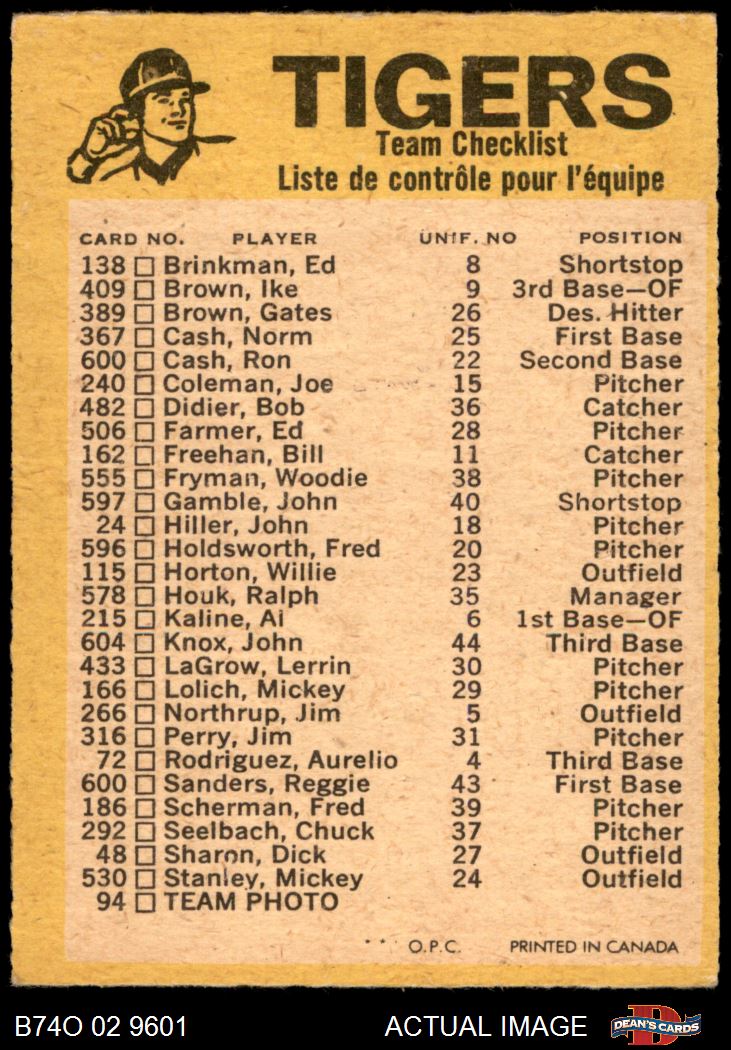 TIGERS
Team Checklist
Liste de contrôle pour l'équipe
CARD NO. PLAYER UNIF. NO POSITION
138 Brinkman, Ed 8 Shortstop
409 Brown, Ike 9 3rd Base—OF
389 Brown, Gates 26 Des. Hitter
367 Cash, Norm 25 First Base
600 Cash, Ron 22 Second Base
240 Coleman, Joe 15 Pitcher
482 Didier, Bob 36 Catcher
506 Farmer, Ed 28 Pitcher
162 Freehan, Bill 11 Catcher
555 Fryman, Woodie 38 Pitcher
597 Gamble, John 40 Shortstop
24 Hiller, John 18 Pitcher
596 Holdsworth, Fred 20 Pitcher
115 Horton, Willie 23 Outfield
578 Houk, Ralph 35 Manager
215 Kaline, Al 6 1st Base—OF
604 Knox, John 44 Third Base
433 LaGrow, Lerrin 30 Pitcher
166 Lolich, Mickey 29 Pitcher
266 Northrup, Jim 5 Outfield
316 Perry, Jim 31 Pitcher
72 Rodriguez, Aurelio 4 Third Base
600 Sanders, Reggie 43 First Base
186 Scherman, Fred 39 Pitcher
292 Seelbach, Chuck 37 Pitcher
48 Sharon, Dick 27 Outfield
530 Stanley, Mickey 24 Outfield
94 TEAM PHOTO
** O.P.C. PRINTED IN CANADA
B74O 02 9601 ACTUAL IMAGE DEAN'S CARDS